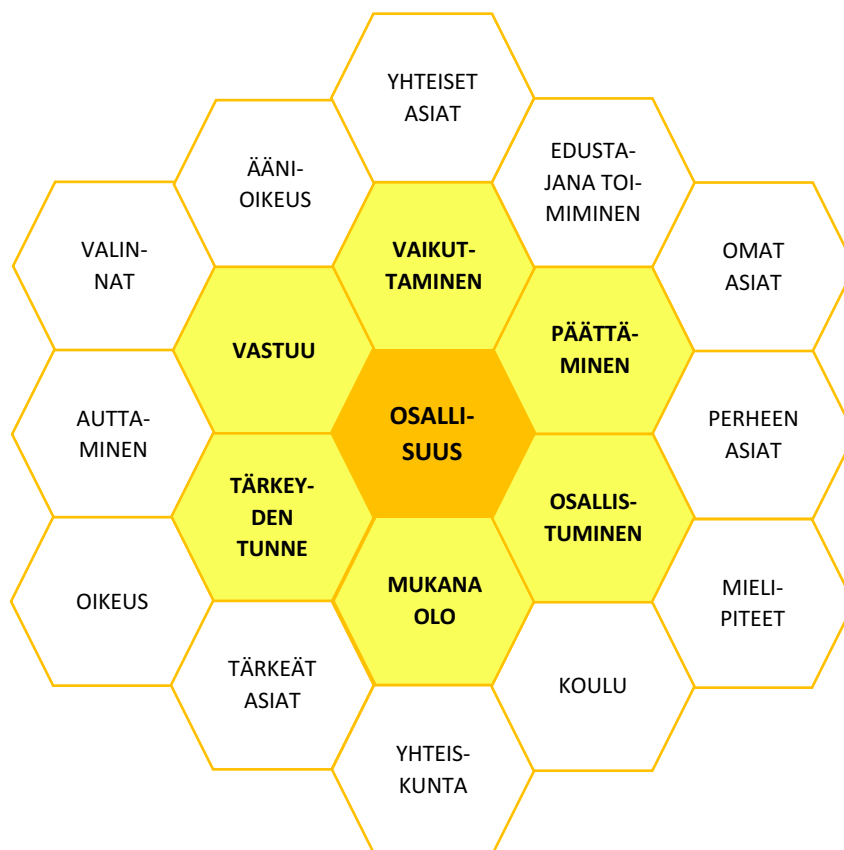 YHTEISET
ASIAT
ÄÄNI-
OIKEUS
EDUSTA-
JANA TOI-
MIMINEN
VALIN-
NAT
VAIKUT-
TAMINEN
OMAT
ASIAT
VASTUU
PÄÄTTÄ-
MINEN
AUTTA-
MINEN
OSALLI-
SUUS
PERHEEN
ASIAT
TÄRKEY-
DEN
TUNNE
OSALLIS-
TUMINEN
OIKEUS
MUKANA
OLO
MIELI-
PITEET
TÄRKEÄT
ASIAT
KOULU
YHTEIS-
KUNTA